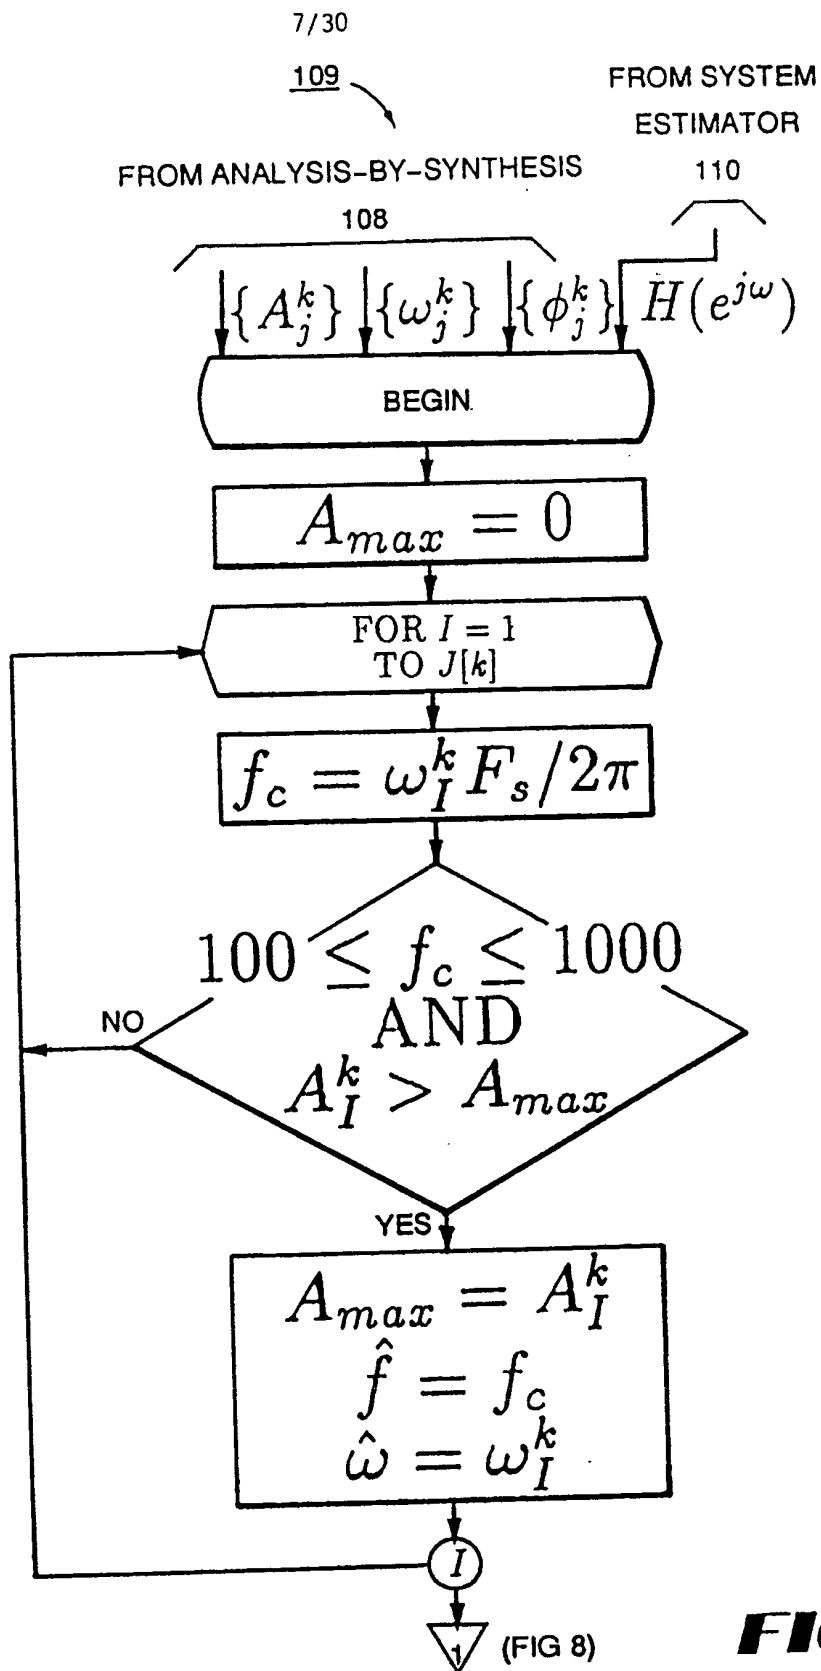 7/30
109
FROM SYSTEM
ESTIMATOR
110
FROM ANALYSIS-BY-SYNTHESIS
108
{A_j^k} {ω_j^k} {ϕ_j^k} H(e^{jω})
BEGIN
A_max = 0
FOR I = 1
TO J[k]
f_c = ω_I^k F_s/2π
100 ≤ f_c ≤ 1000
AND
A_I^k > A_max
NO
YES
A_max = A_I^k
f̂ = f_c
ω̂ = ω_I^k
I
1 (FIG 8)